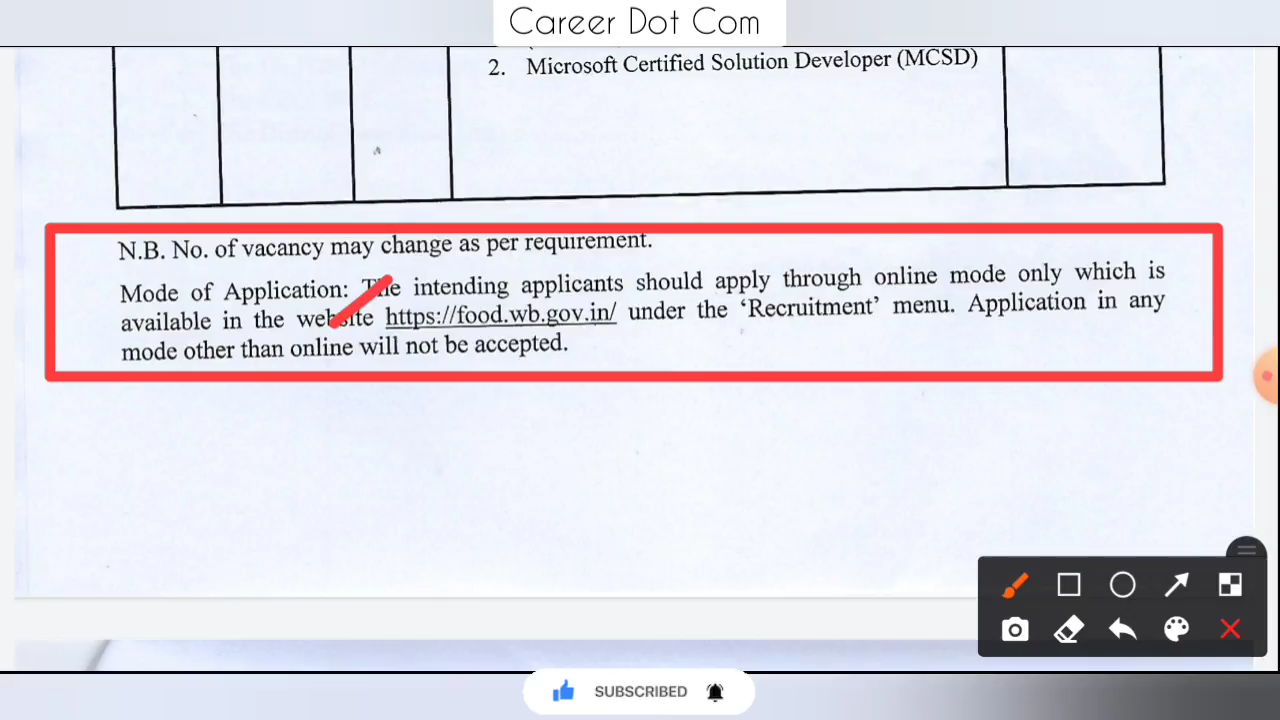 Career Dot Com
2. Microsoft Certified Solution Developer (MCSD)
N.B. No. of vacancy may change as per requirement.
Mode of Application: The intending applicants should apply through online mode only which is
available in the website https://food.wb.gov.in/ under the ‘Recruitment’ menu. Application in any
mode other than online will not be accepted.
SUBSCRIBED